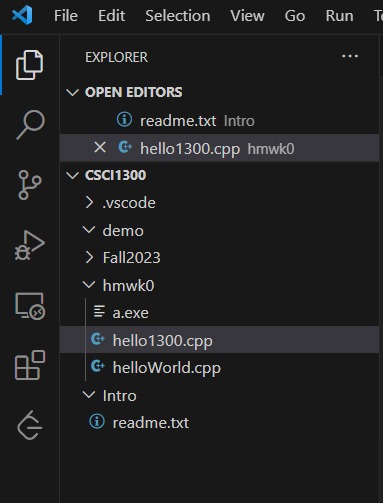 File Edit Selection View Go Run Ter
EXPLORER ...
OPEN EDITORS
readme.txt Intro
hello1300.cpp hmwk0
CSCI1300
.vscode
demo
Fall2023
hmwk0
a.exe
hello1300.cpp
helloWorld.cpp
Intro
readme.txt